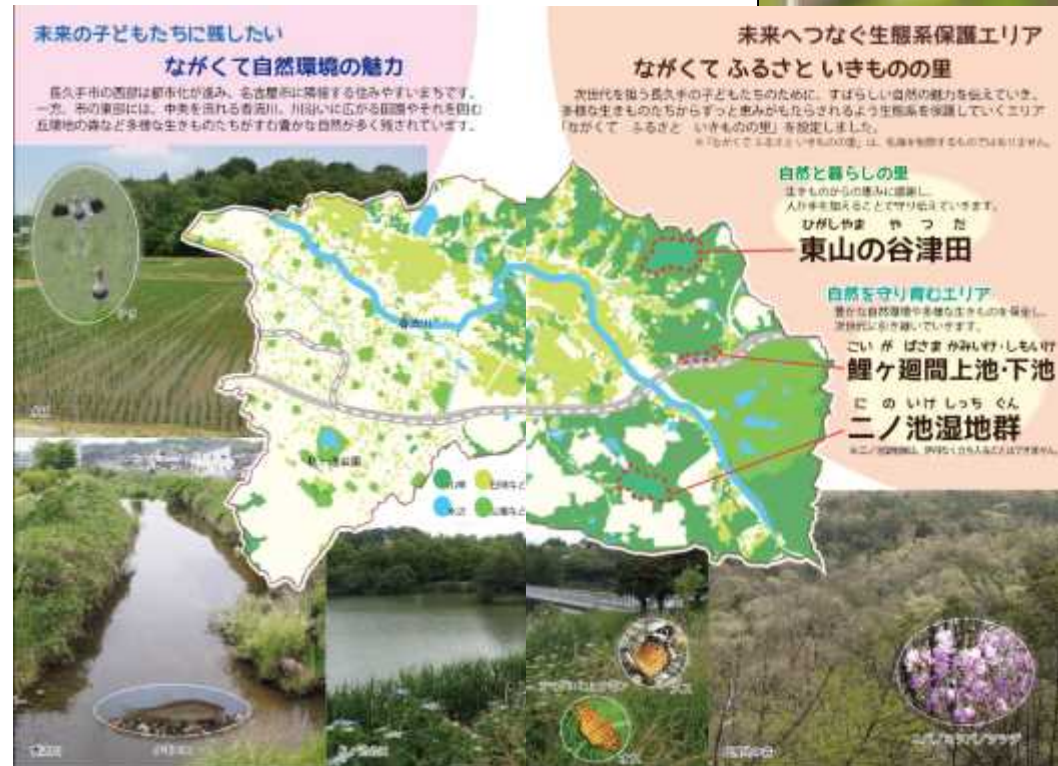 未来の子どもたちに残したい
ながくて自然環境の魅力
長久手市の西部は都市化が進み、名古屋市に隣接する住みやすいまちです。
一方、市の東部には、中央を流れる香流川、川沿いに広がる田園やそれを囲む
丘陵地の森など多様な生きものたちがすむ豊かな自然が多く残されています。
未来へつなぐ生態系保護エリア
ながくて ふるさと いきものの里
次世代を担う長久手の子どもたちのために、すばらしい自然の魅力を伝えていき、
多様な生きものたちからずっと恵みがもたらされるよう生態系を保護していくエリア
「ながくて ふるさと いきものの里」を設定しました。
自然と暮らしの里
生きものからの恵みに感謝し、
人が手を加えることで守り伝えていきます。
ひがしやま や つ だ
東山の谷津田
自然を守り育むエリア
豊かな自然環境や多様な生きものを保全し、
次世代に引き継いでいきます。
こい が ばさま かみいけ・しもいけ
鯉ヶ廻間上池・下池
に の いけ しっち ぐん
二ノ池湿地群
香流川